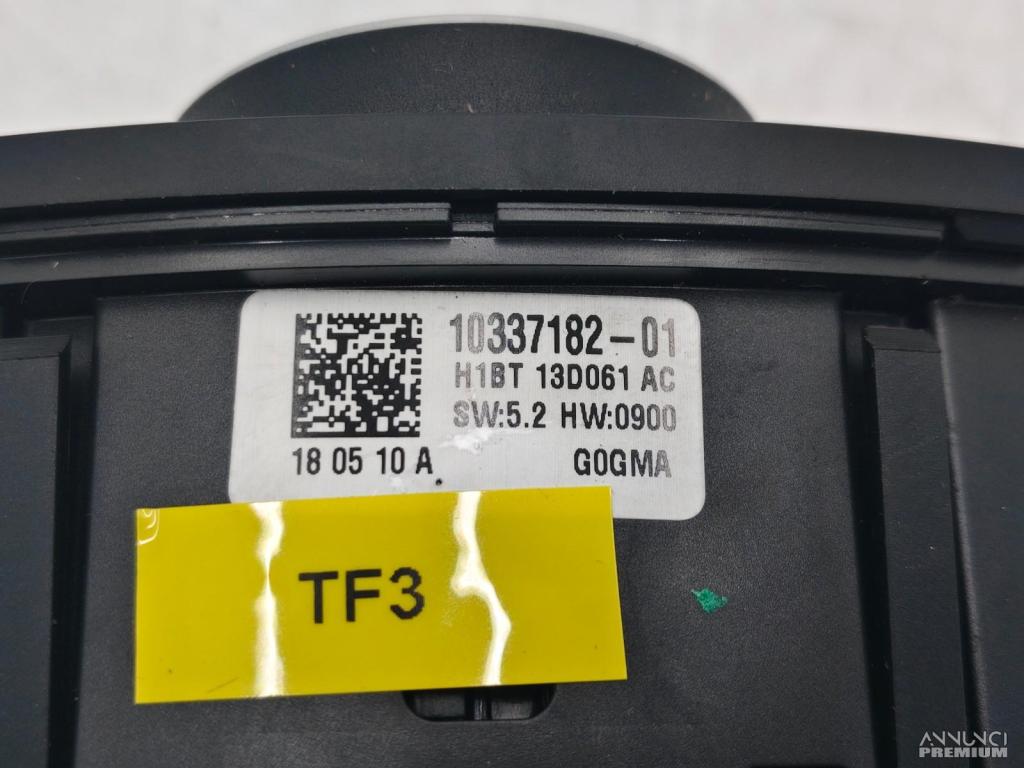 10337182-01
H1BT 13D061 AC
SW:5.2 HW:0900
18 05 10 A G0GMA
TF3
ANNUNCI
PREMIUM